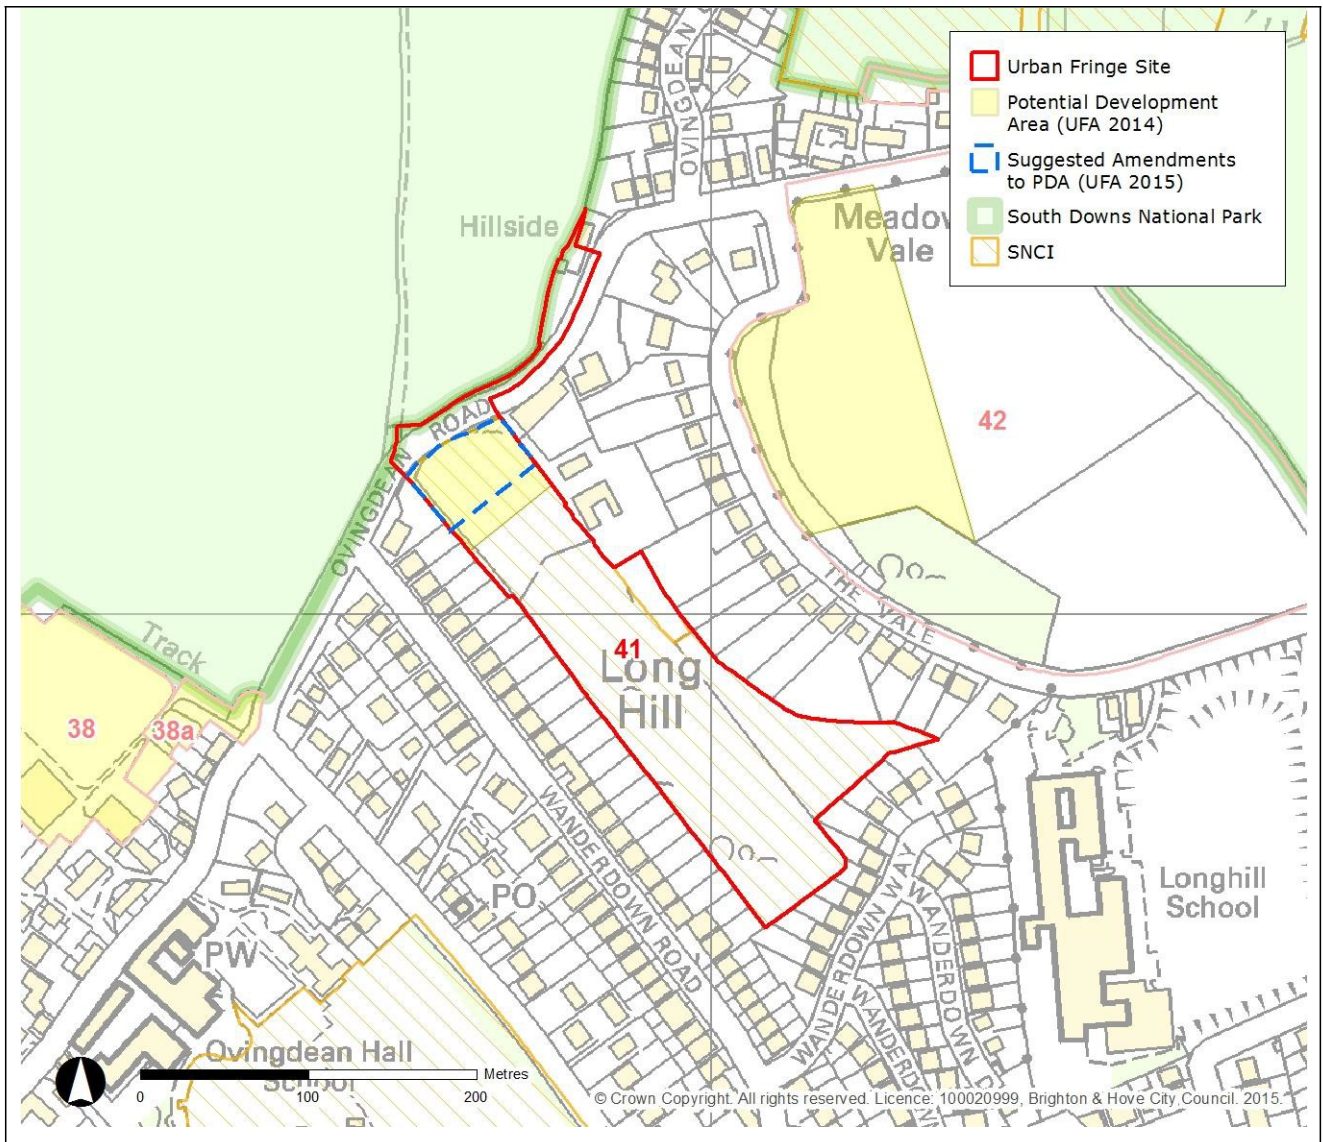 OVINGDEAN
Urban Fringe Site
Potential Development
Area (UFA 2014)
Suggested Amendments
to PDA (UFA 2015)
South Downs National Park
SNCI
Hillside
Meadow
Vale
ROAD
42
OVINGDEAN
THE VALE
Track
41
Long
Hill
38
38a
WANDERDOWN ROAD
PO
PW
Longhill
School
WANDERDOWN WAY
WANDERDOWN
WANDERDOWN D
Ovingdean Hall
School
Metres
0
100
200
© Crown Copyright. All rights reserved. Licence: 100020999, Brighton & Hove City Council. 2015.